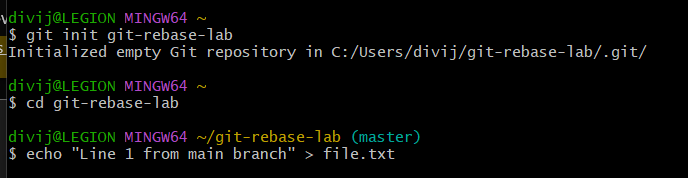 divij@LEGION MINGW64 ~
$ git init git-rebase-lab
Initialized empty Git repository in C:/Users/divij/git-rebase-lab/.git/
divij@LEGION MINGW64 ~
$ cd git-rebase-lab
divij@LEGION MINGW64 ~/git-rebase-lab (master)
$ echo "Line 1 from main branch" > file.txt